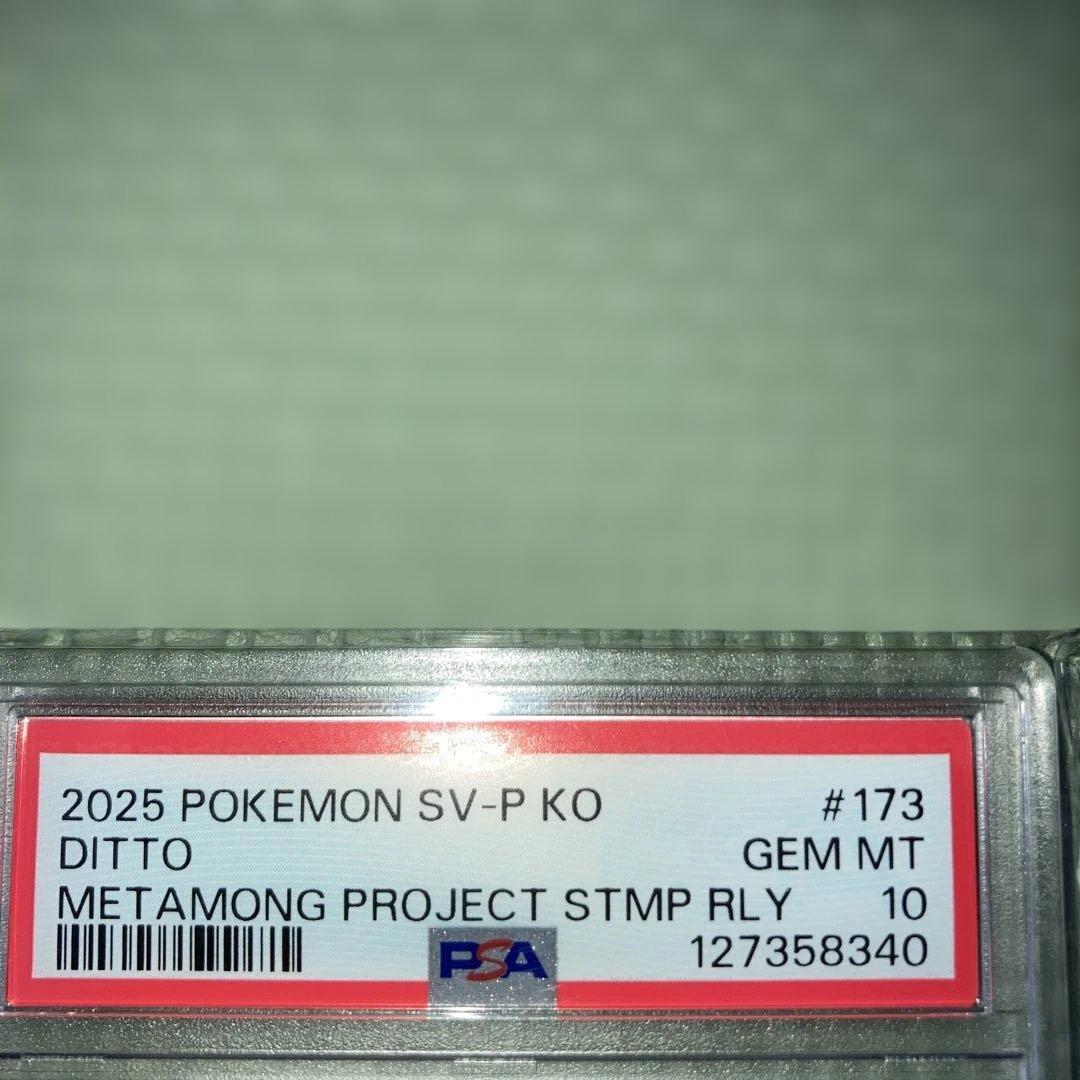 2025 POKEMON SV-P KO #173
DITTO GEM MT
METAMONG PROJECT STMP RLY 10
PSA 127358340